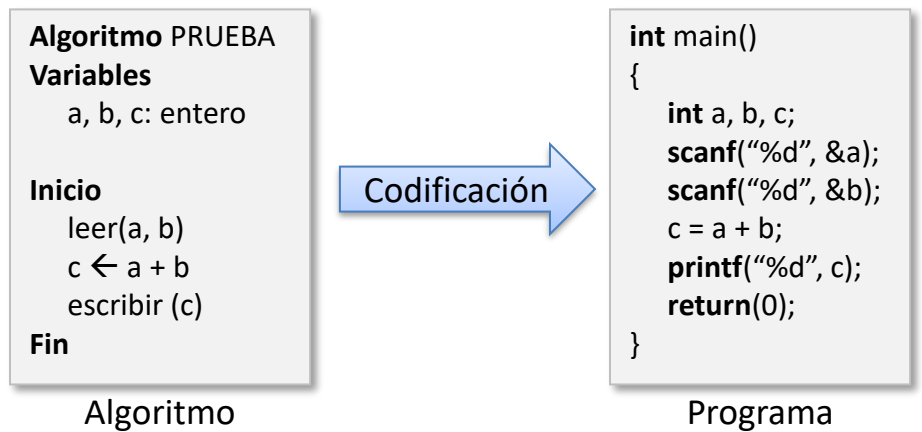 Algoritmo PRUEBA
Variables
a, b, c: entero
Inicio
leer(a, b)
c ← a + b
escribir (c)
Fin
Algoritmo
Codificación
int main()
{
int a, b, c;
scanf(“%d”, &a);
scanf(“%d”, &b);
c = a + b;
printf(“%d”, c);
return(0);
}
Programa